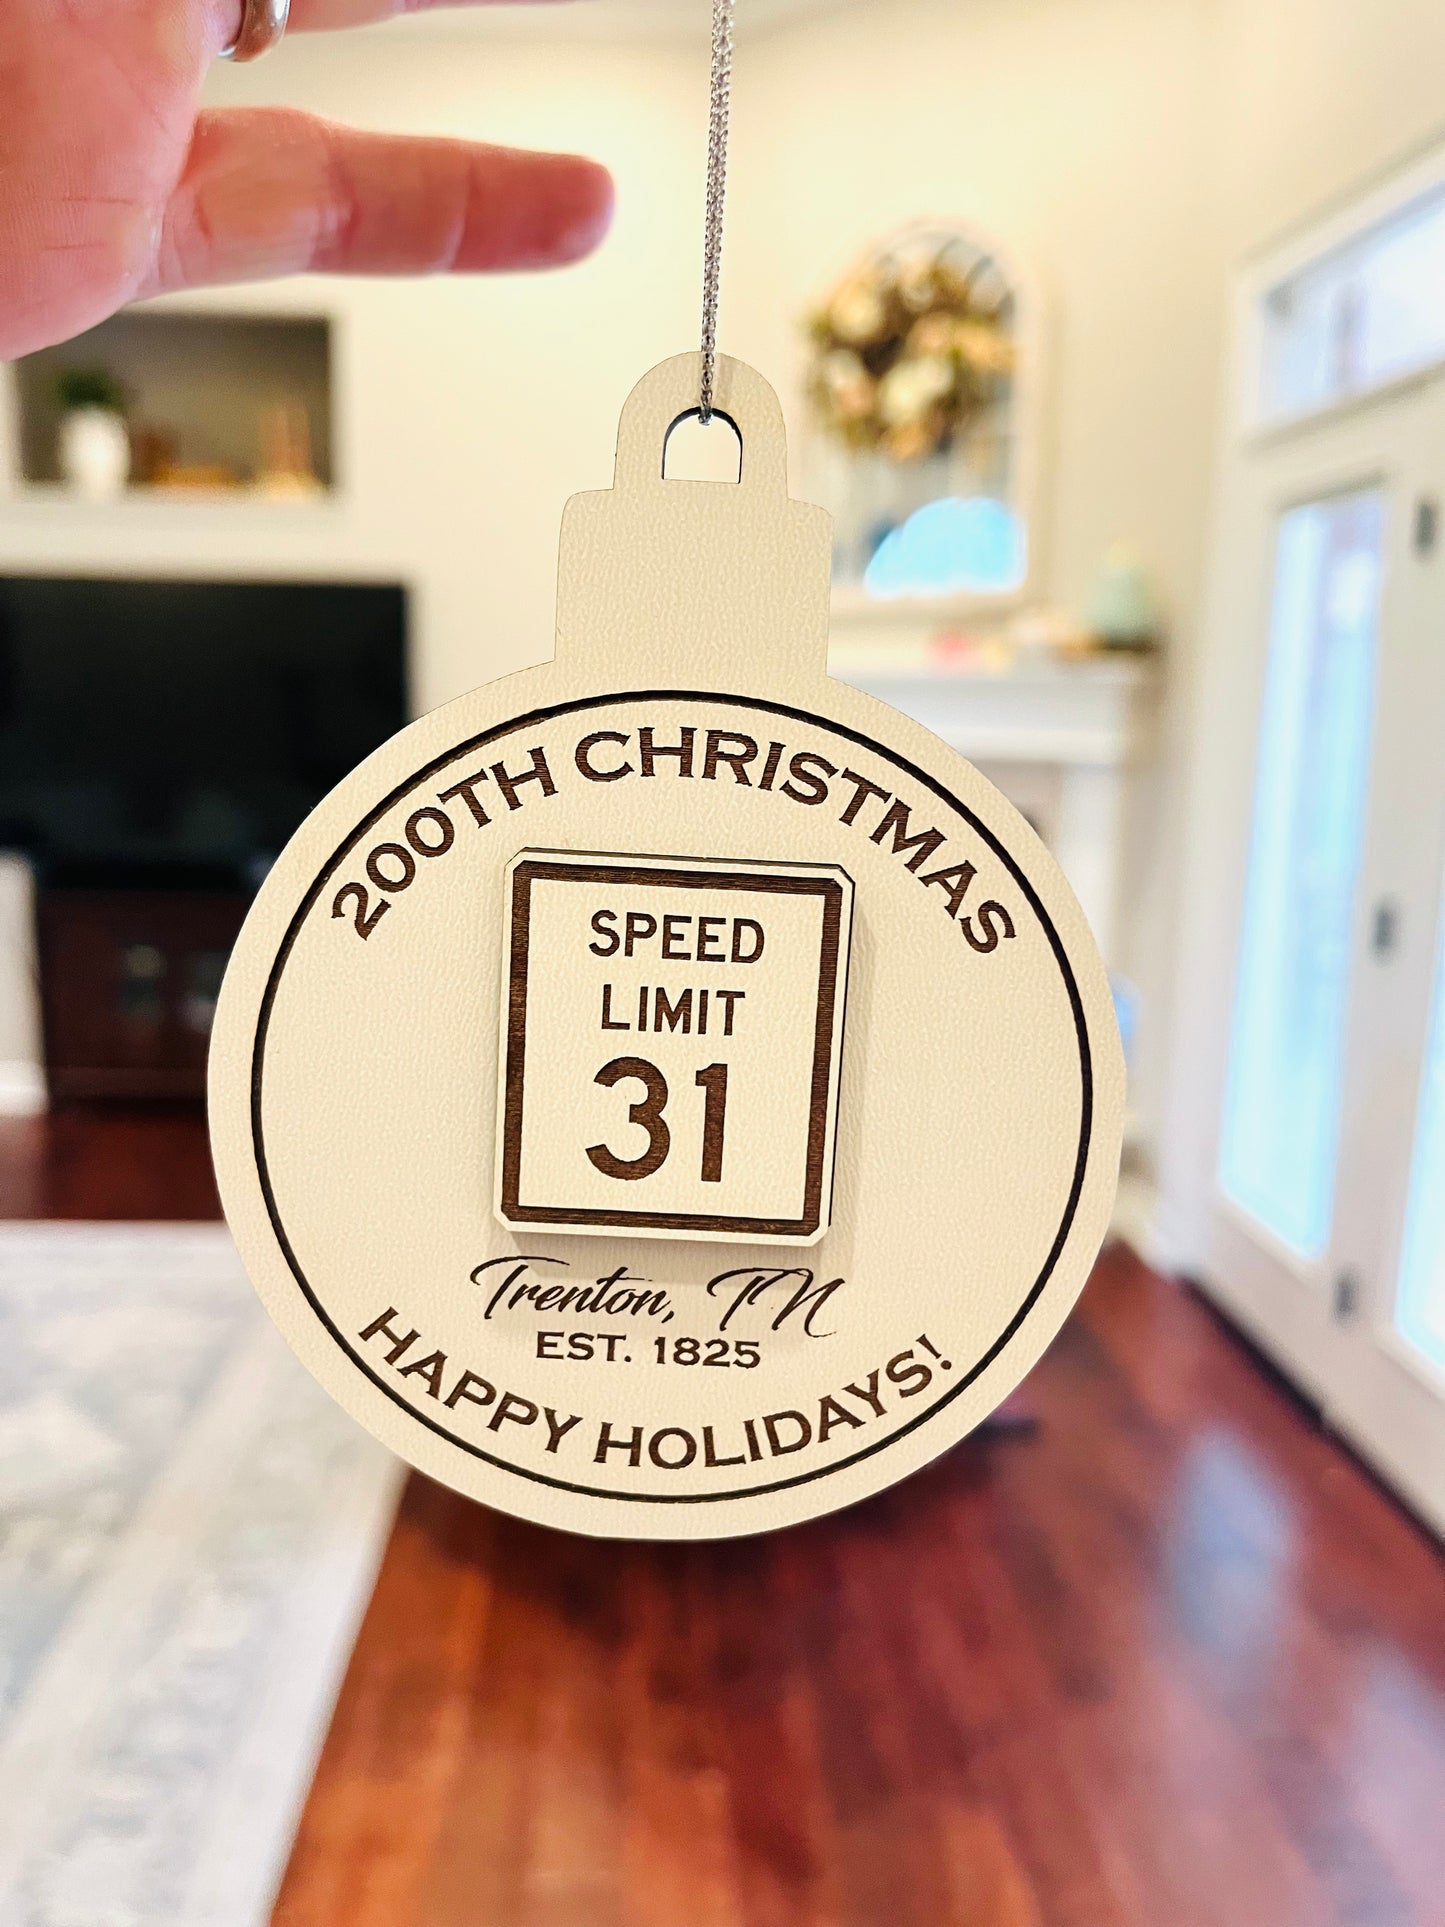 200TH CHRISTMAS
SPEED
LIMIT
31
Trenton, TN
EST. 1825
HAPPY HOLIDAYS!